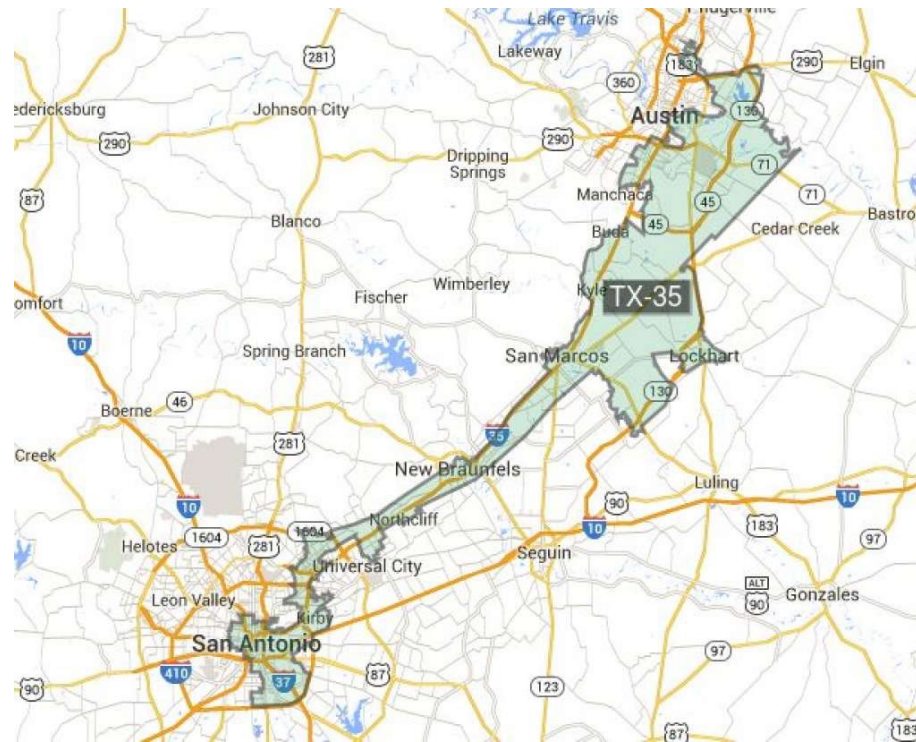 Pflugerville
Lake Travis
281
183
290
Elgin
Lakeway
360
130
edericksburg
Johnson City
Austin
290
290
Dripping
Springs
71
87
Manchaca
71
45
Bastro
Blanco
Buda
45
Cedar Creek
Wimberley
Fischer
Kyle
TX-35
omfort
10
Spring Branch
San Marcos
Lockhart
46
130
Boerne
281
35
Creek
New Braunfels
Luling
10
90
10
1604
1604
Northcliff
10
183
Helotes
281
Seguin
97
Universal City
ALT
90
Leon Valley
Gonzales
Kirby
San Antonio
97
410
37
87
90
123
183
87